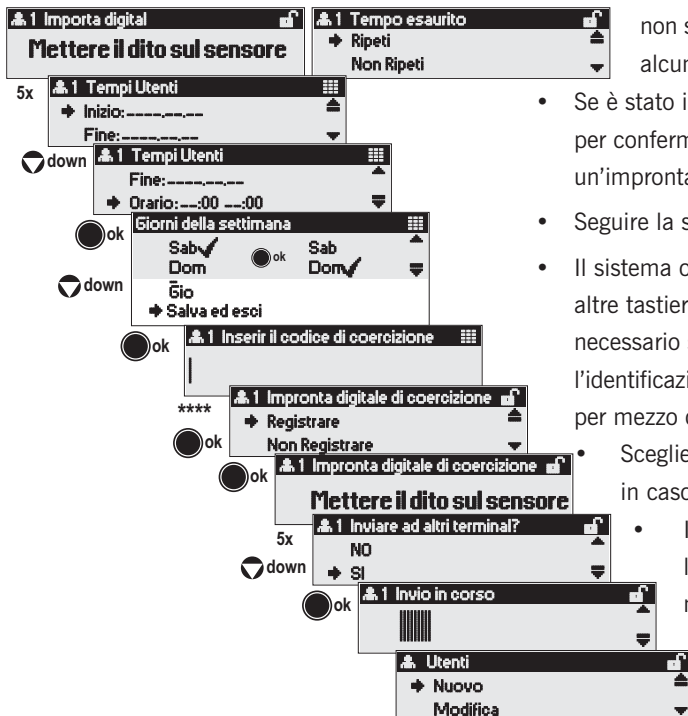 1 Importa digital
Mettere il dito sul sensore
1 Tempo esaurito
Ripeti
Non Ripeti
5x
1 Tempi Utenti
Inizio:----.--.--
Fine:----.--.--
down
1 Tempi Utenti
Fine:----.--.--
Orario:--:00 --:00
ok
Giorni della settimana
Sab✓ ok Sab
Dom Dom✓
down
Gio
Salva ed esci
ok
1 Inserir il codice di coercizione
****
ok
1 Impronta digitale di coercizione
Registrare
Non Registrare
ok
1 Impronta digitale di coercizione
Mettere il dito sul sensore
5x
down
1 Inviare ad altri terminal?
NO
SI
ok
1 Invio in corso
Utenti
Nuovo
Modifica
non s
alcun
• Se è stato i
per conferm
un'impronta
• Seguire la s
• Il sistema c
altre tastier
necessario
l'identificazi
per mezzo
• Sceglie
in caso
•